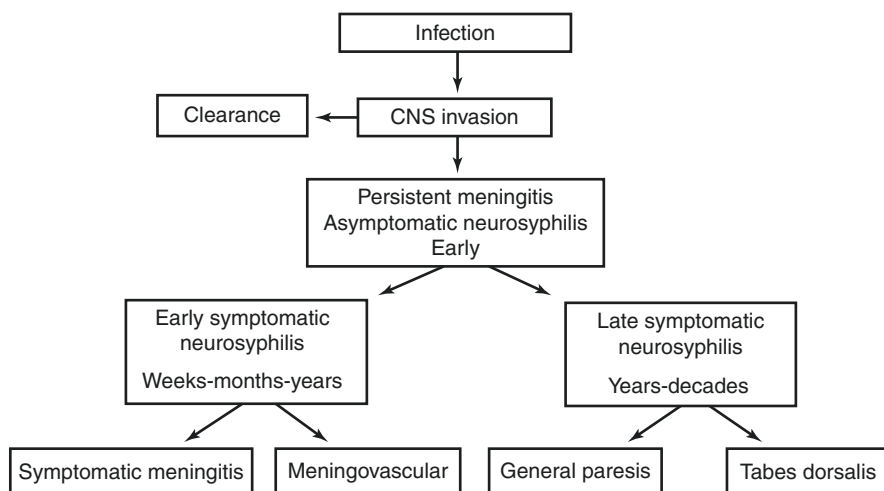 Infection
Clearance
CNS invasion
Persistent meningitis
Asymptomatic neurosyphilis
Early
Early symptomatic
neurosyphilis
Weeks-months-years
Late symptomatic
neurosyphilis
Years-decades
Symptomatic meningitis
Meningovascular
General paresis
Tabes dorsalis